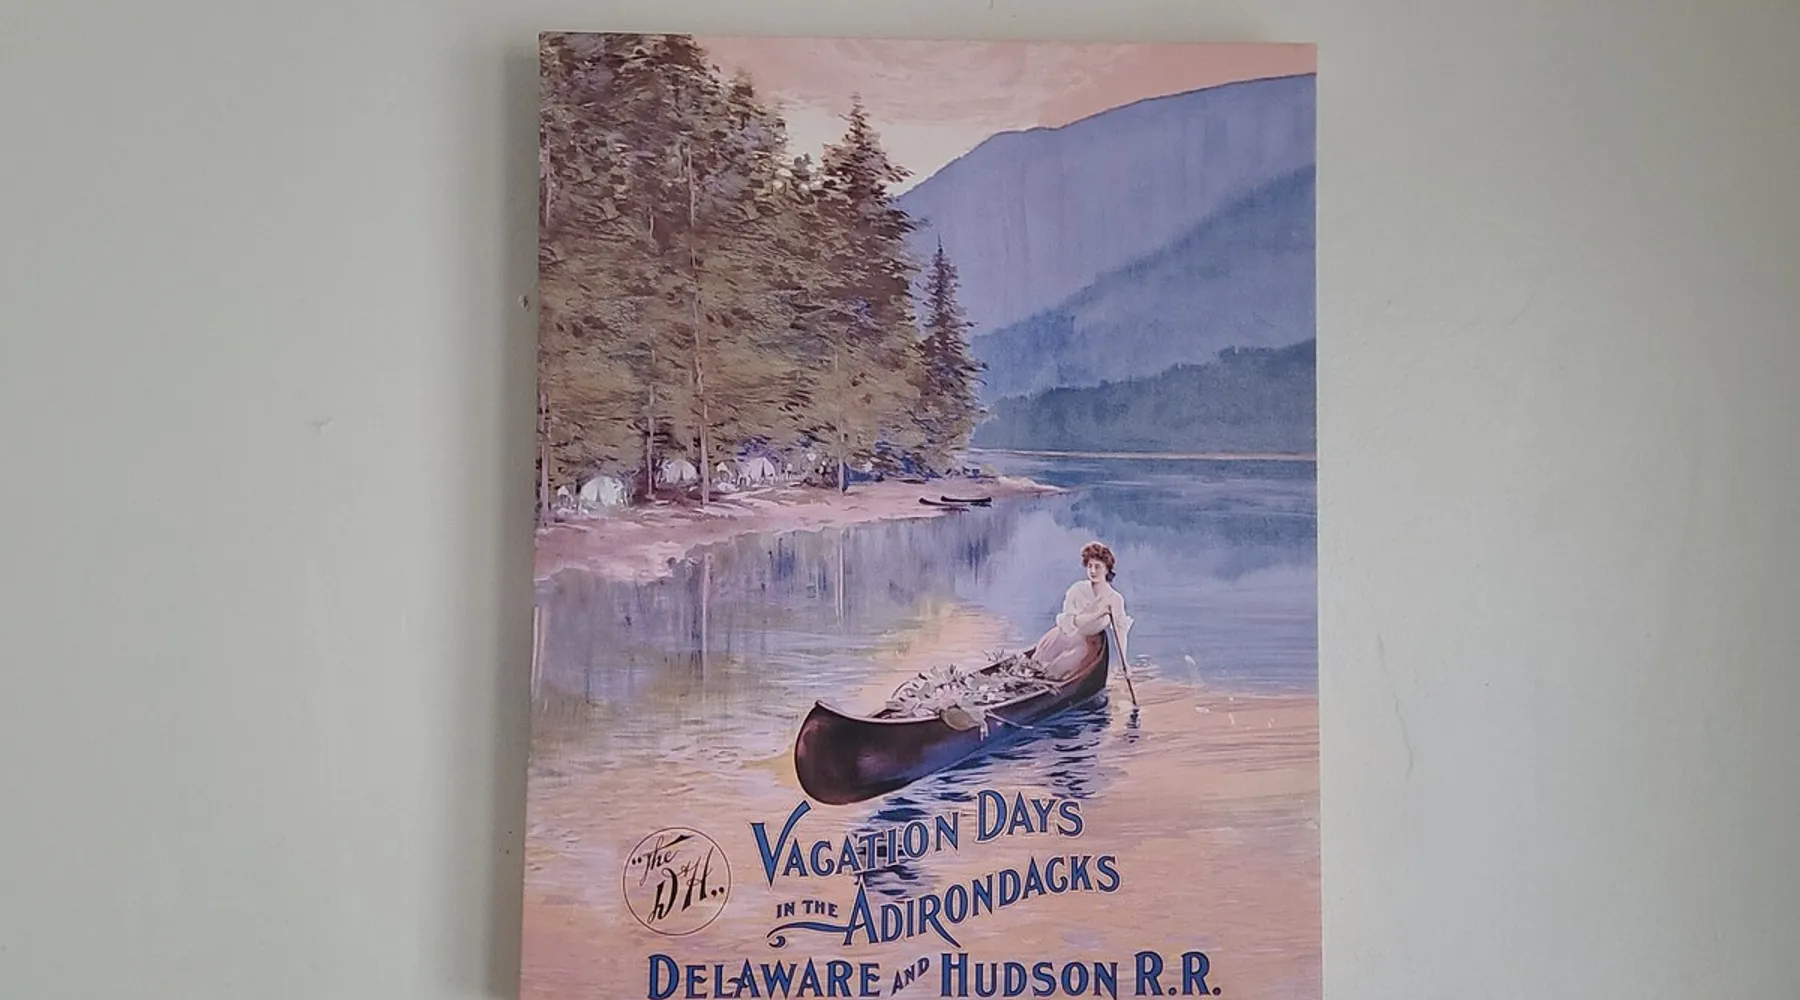 "The
D & H"
VACATION DAYS
IN THE ADIRONDACKS
DELAWARE AND HUDSON R.R.